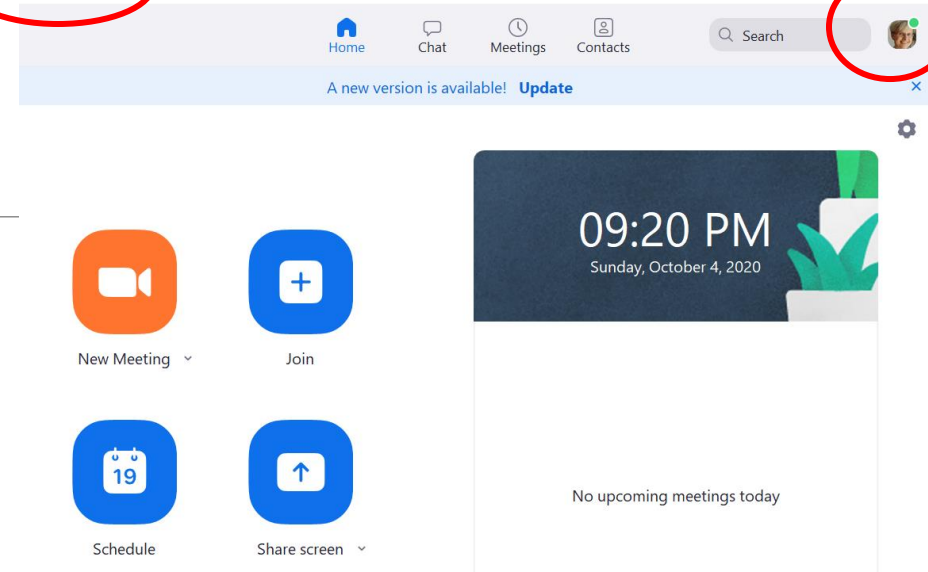 Home Chat Meetings Contacts Search
A new version is available! Update
09:20 PM
Sunday, October 4, 2020
New Meeting
Join
19
Schedule
Share screen
No upcoming meetings today